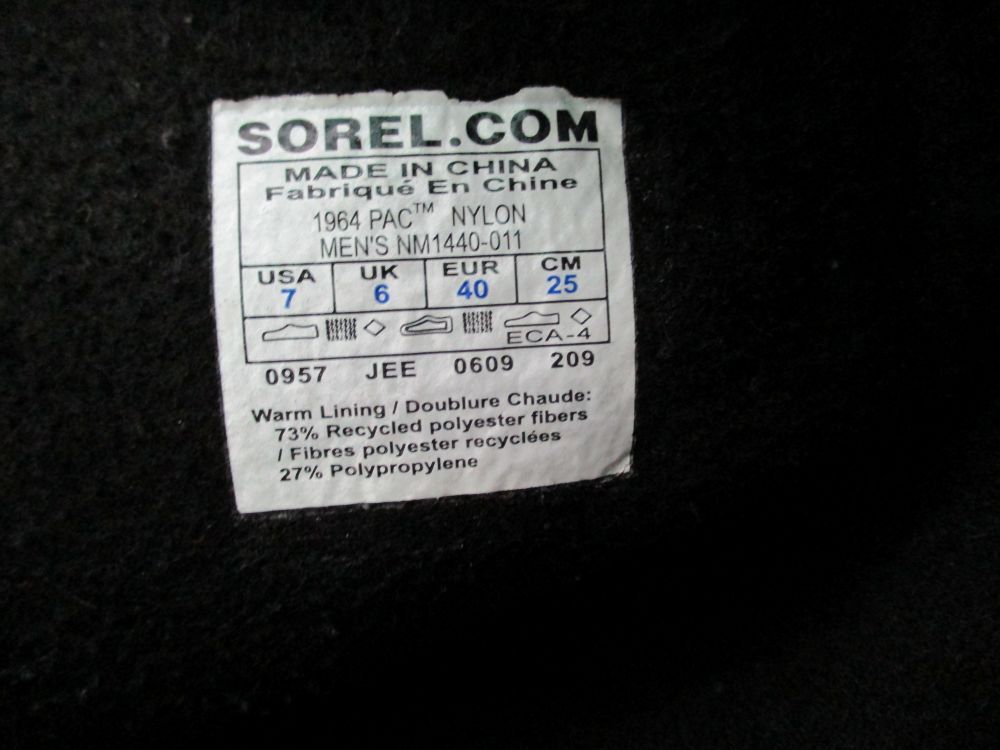 SOREL.COM
MADE IN CHINA
Fabriqué En Chine
1964 PAC™ NYLON
MEN'S NM1440-011
USA UK EUR CM
7 6 40 25
ECA-4
0957 JEE 0609 209
Warm Lining / Doublure Chaude:
73% Recycled polyester fibers
/ Fibres polyester recyclées
27% Polypropylene